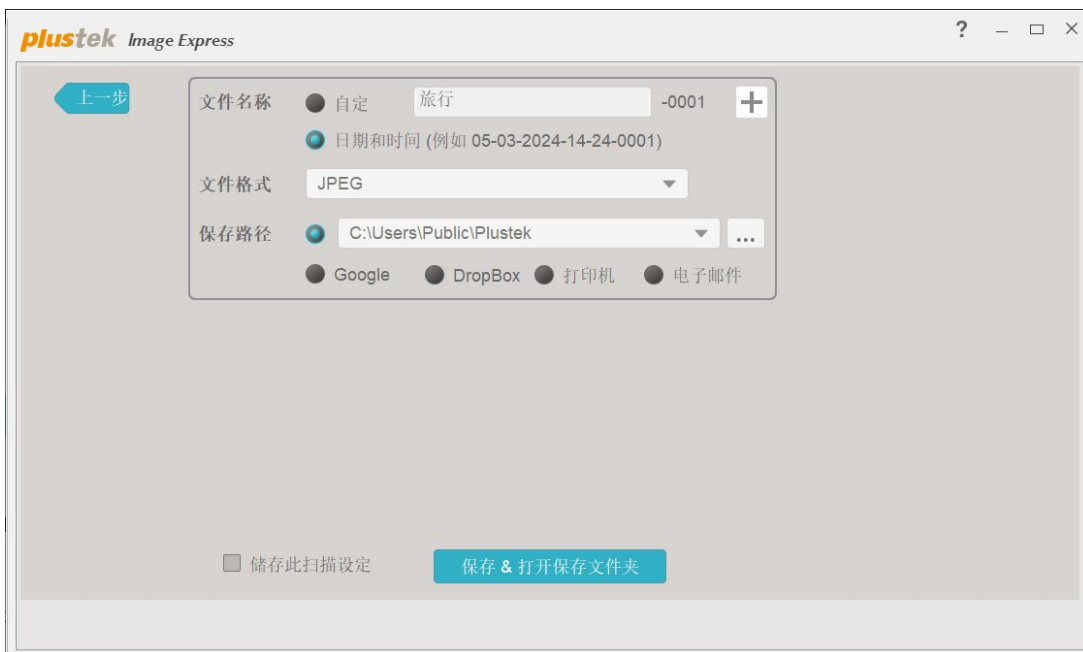 plustek Image Express ?
上一步
文件名称 自定 旅行 -0001 +
日期和时间 (例如 05-03-2024-14-24-0001)
文件格式 JPEG
保存路径 C:\Users\Public\Plustek ...
Google DropBox 打印机 电子邮件
储存此扫描设定 保存 & 打开保存文件夹